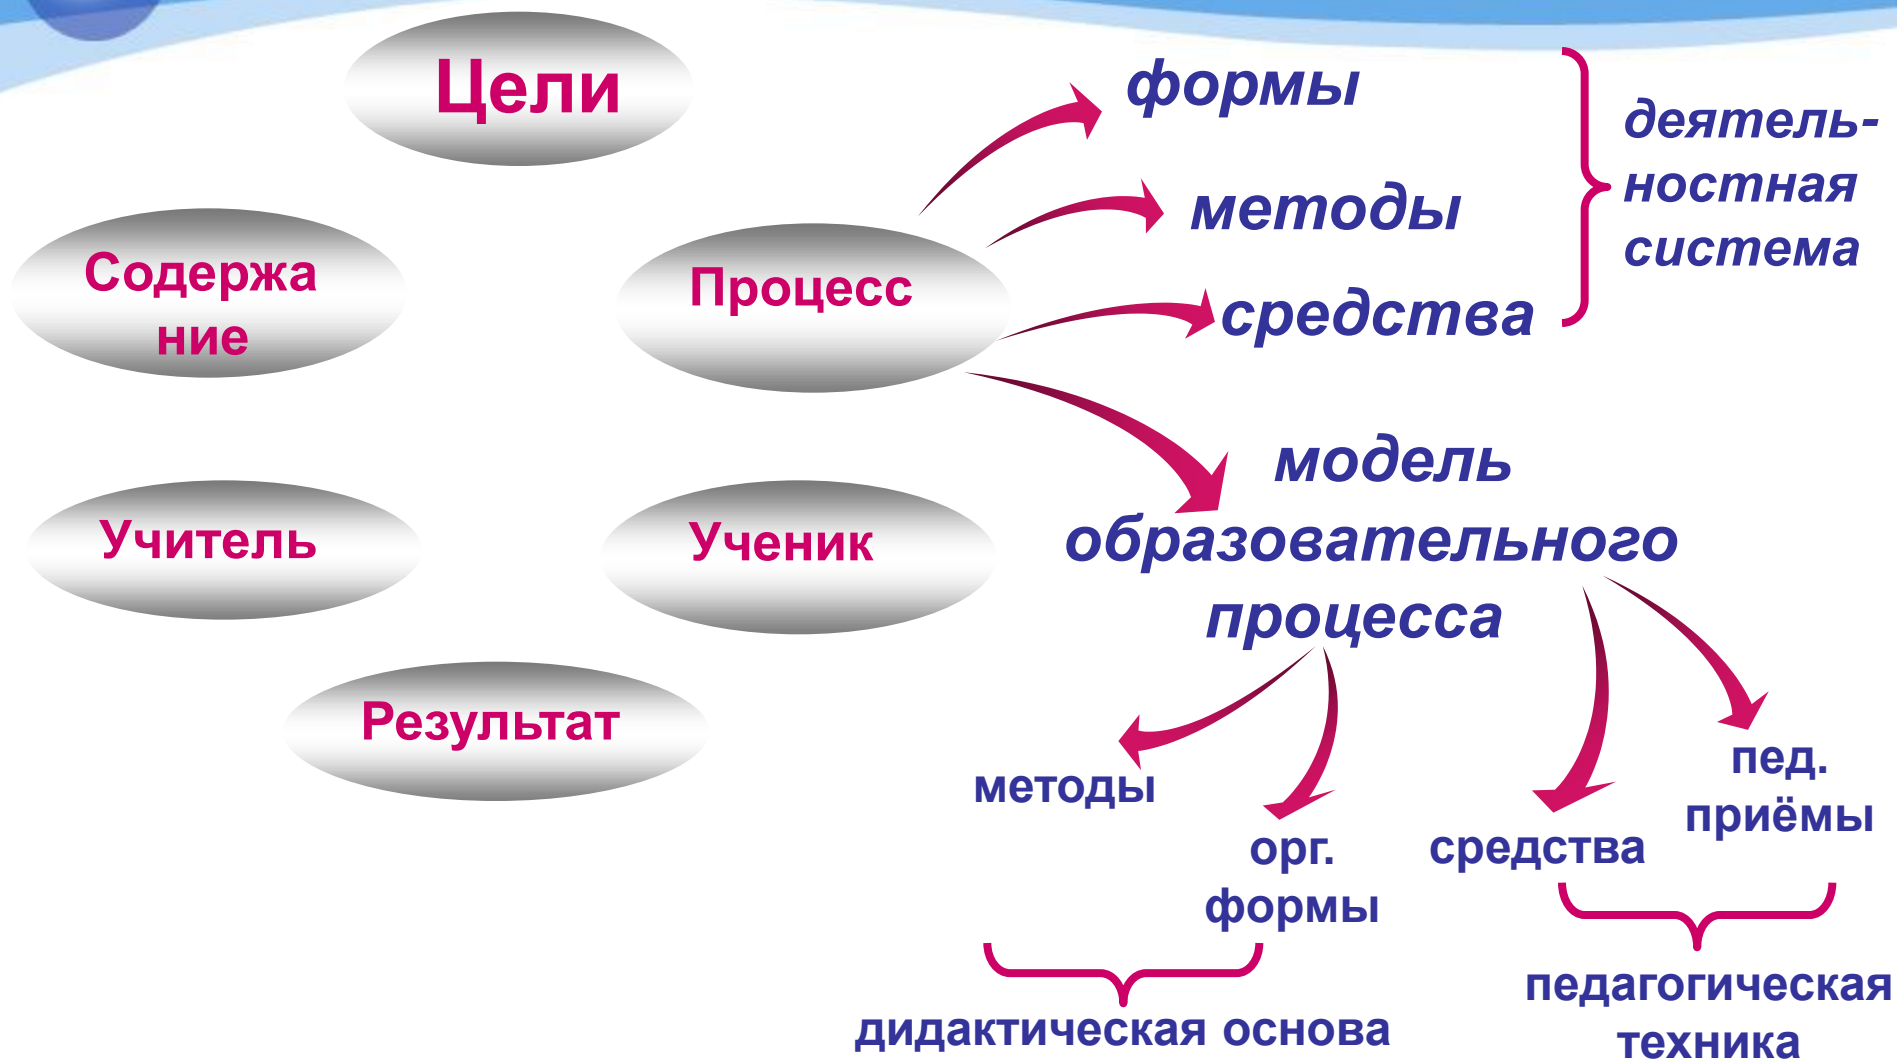 Цели
Содержа
ние
Процесс
Учитель
Ученик
Результат
формы
методы
средства
деятель-
ностная
система
модель
образовательного
процесса
методы
орг.
формы
средства
пед.
приёмы
дидактическая основа
педагогическая
техника